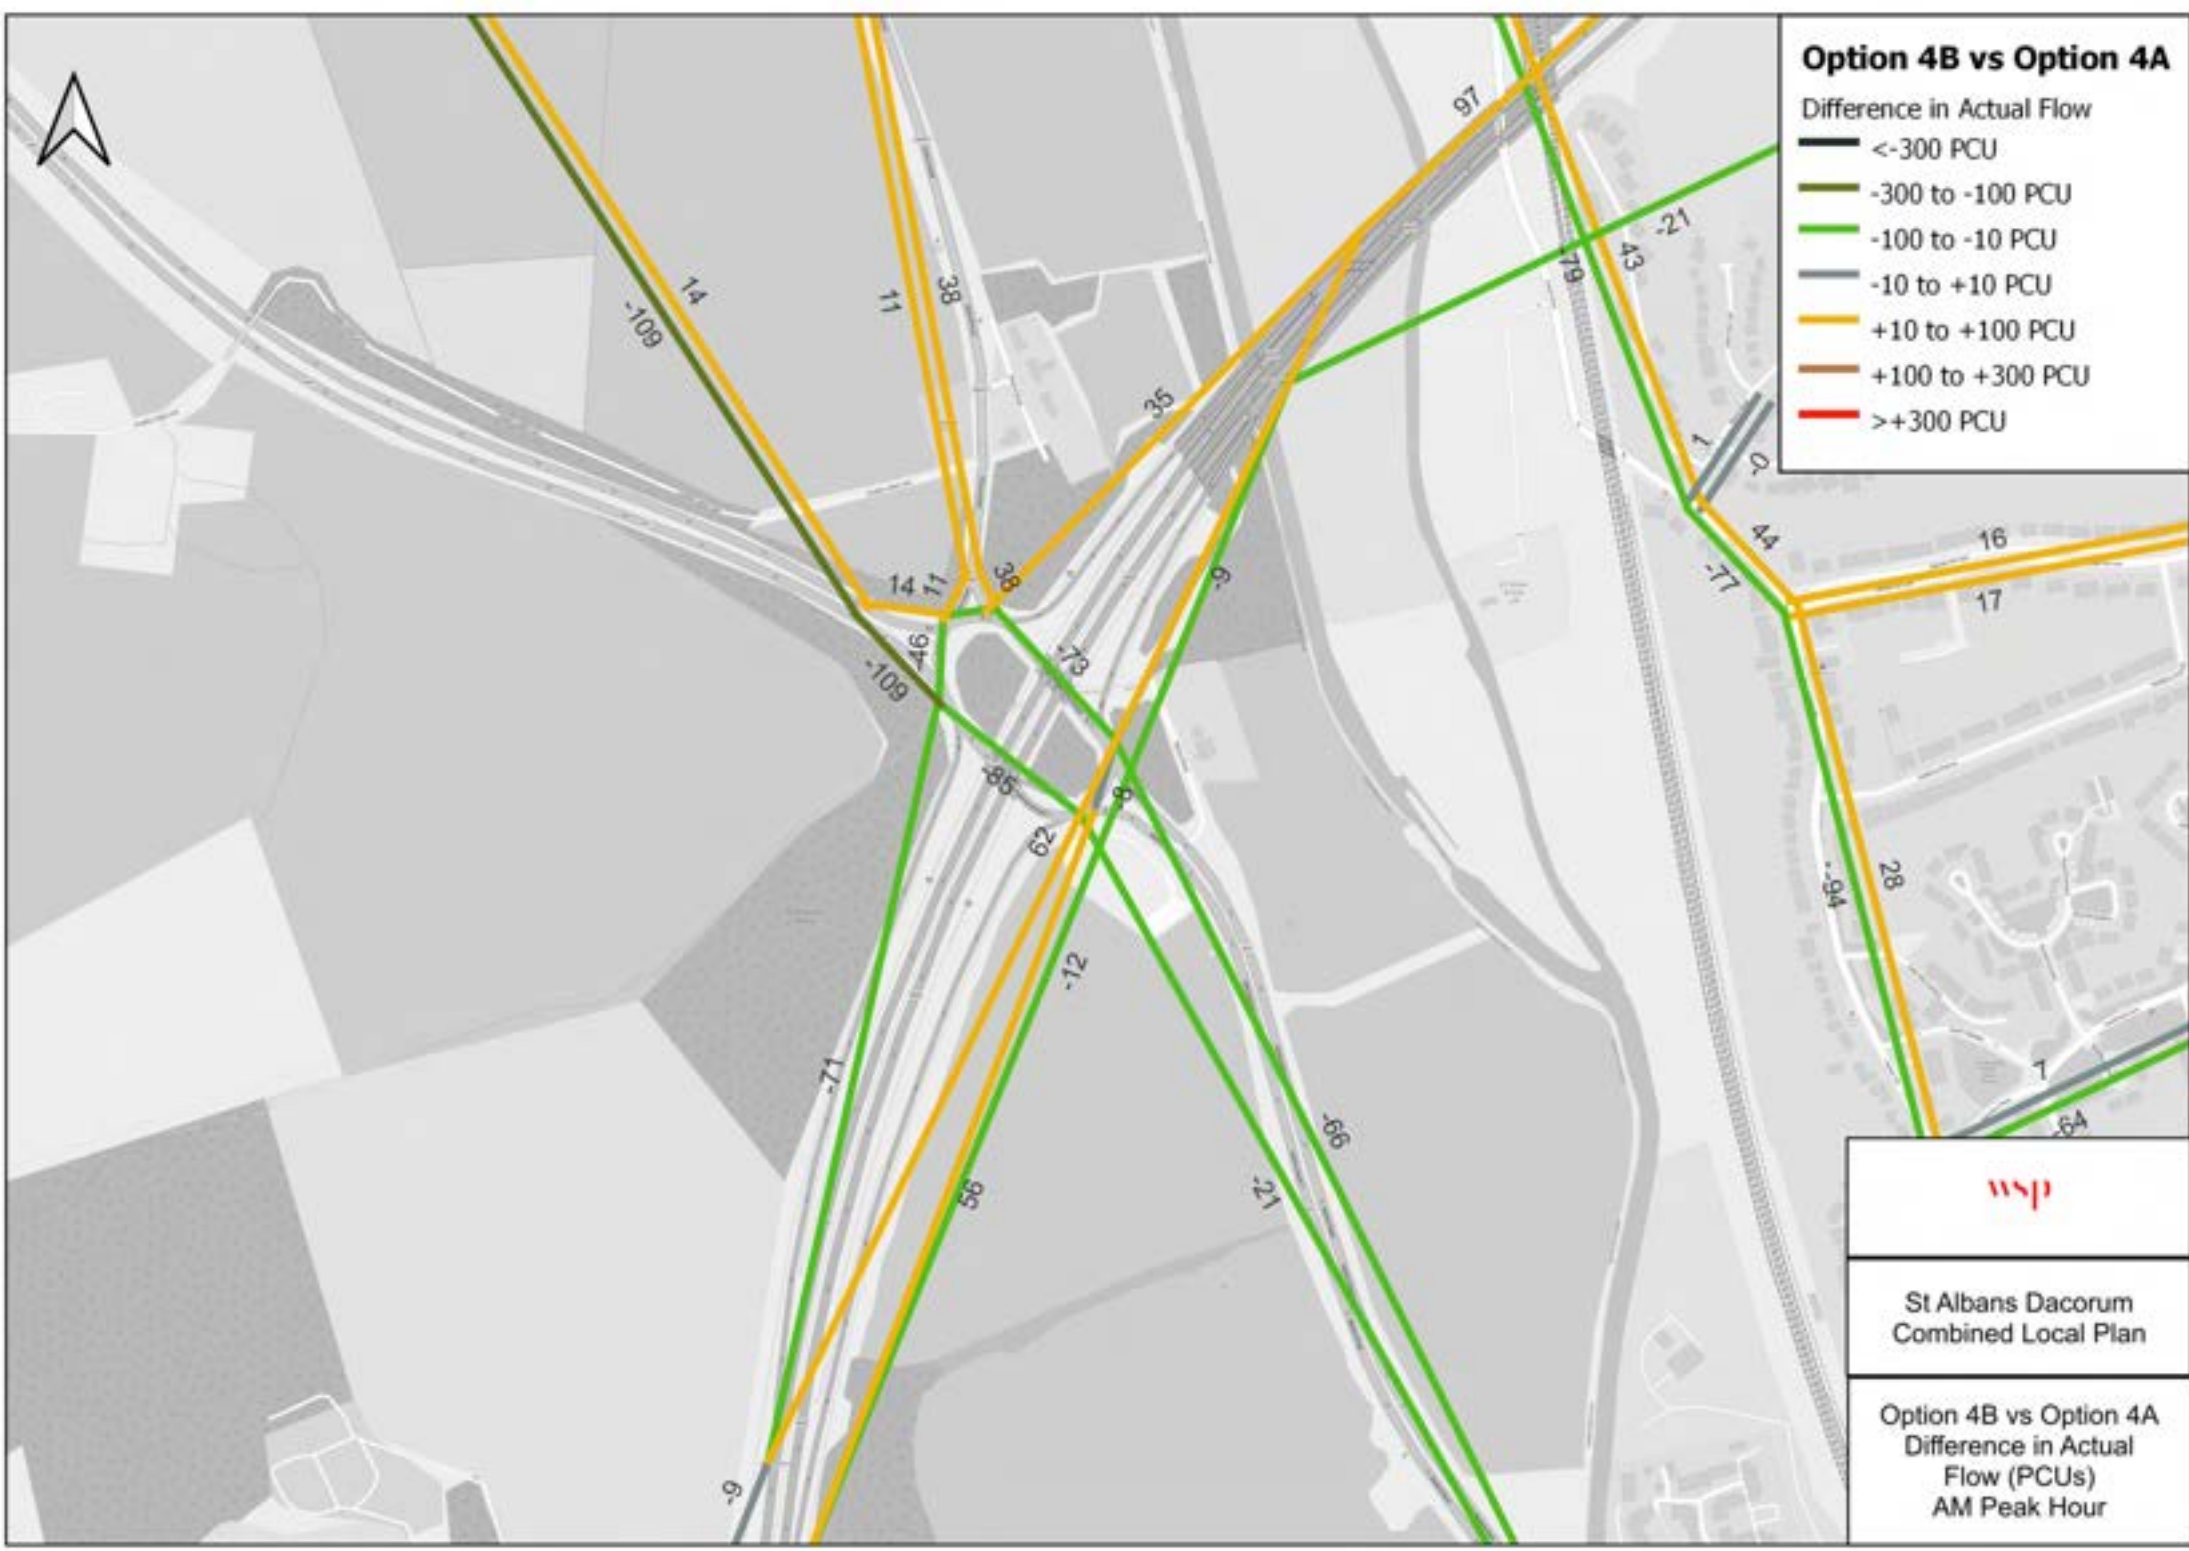 Option 4B vs Option 4A
Difference in Actual Flow
<-300 PCU
-300 to -100 PCU
-100 to -10 PCU
-10 to +10 PCU
+10 to +100 PCU
+100 to +300 PCU
>+300 PCU
97
-21
14
-109
11
38
79
43
35
1
-0
44
-77
16
17
14
11
38
-9
-46
-109
-73
-85
-8
62
-94
28
-12
-71
7
-64
-66
-21
56
-9
wsp
St Albans Dacorum
Combined Local Plan
Option 4B vs Option 4A
Difference in Actual
Flow (PCUs)
AM Peak Hour